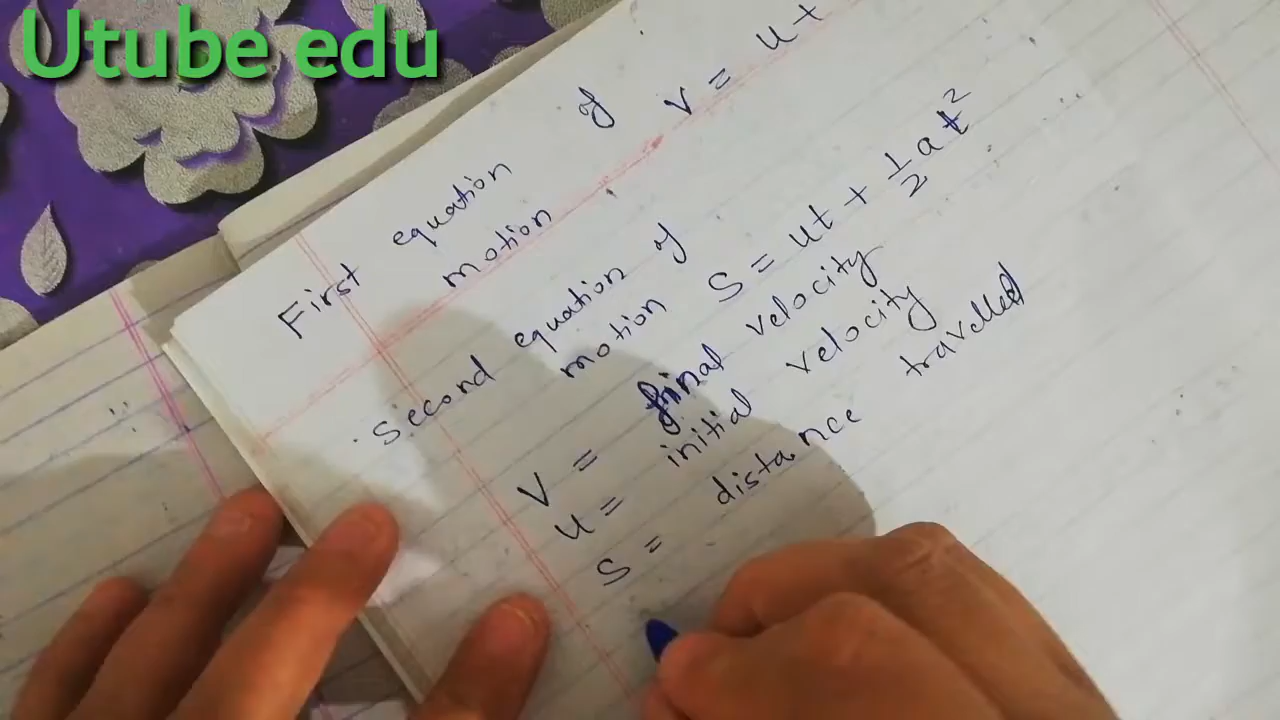 Utube edu
First equation of
motion V = u +
Second equation of
motion S = ut + 1/2 at²
V = final velocity
u = initial velocity
S = distance travelled